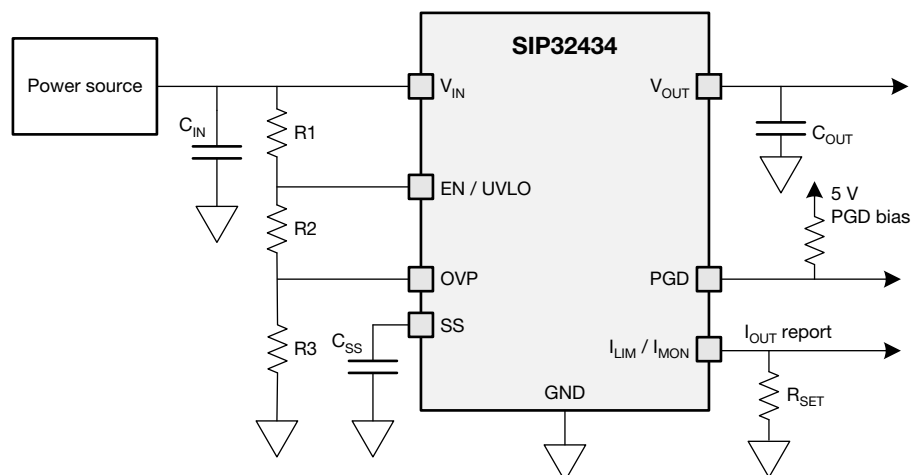 SIP32434
Power source
V_IN
V_OUT
C_IN
R1
C_OUT
EN / UVLO
5 V
PGD bias
R2
OVP
PGD
SS
I_OUT report
R3
C_SS
I_LIM / I_MON
GND
R_SET